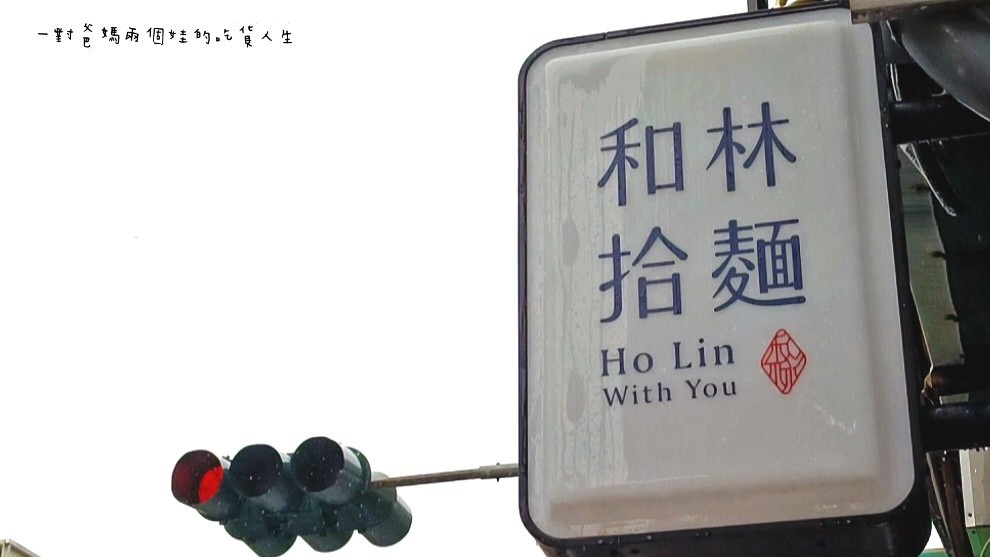 一對爸媽兩個娃的吃貨人生
和林
拾麵
Ho Lin
With You